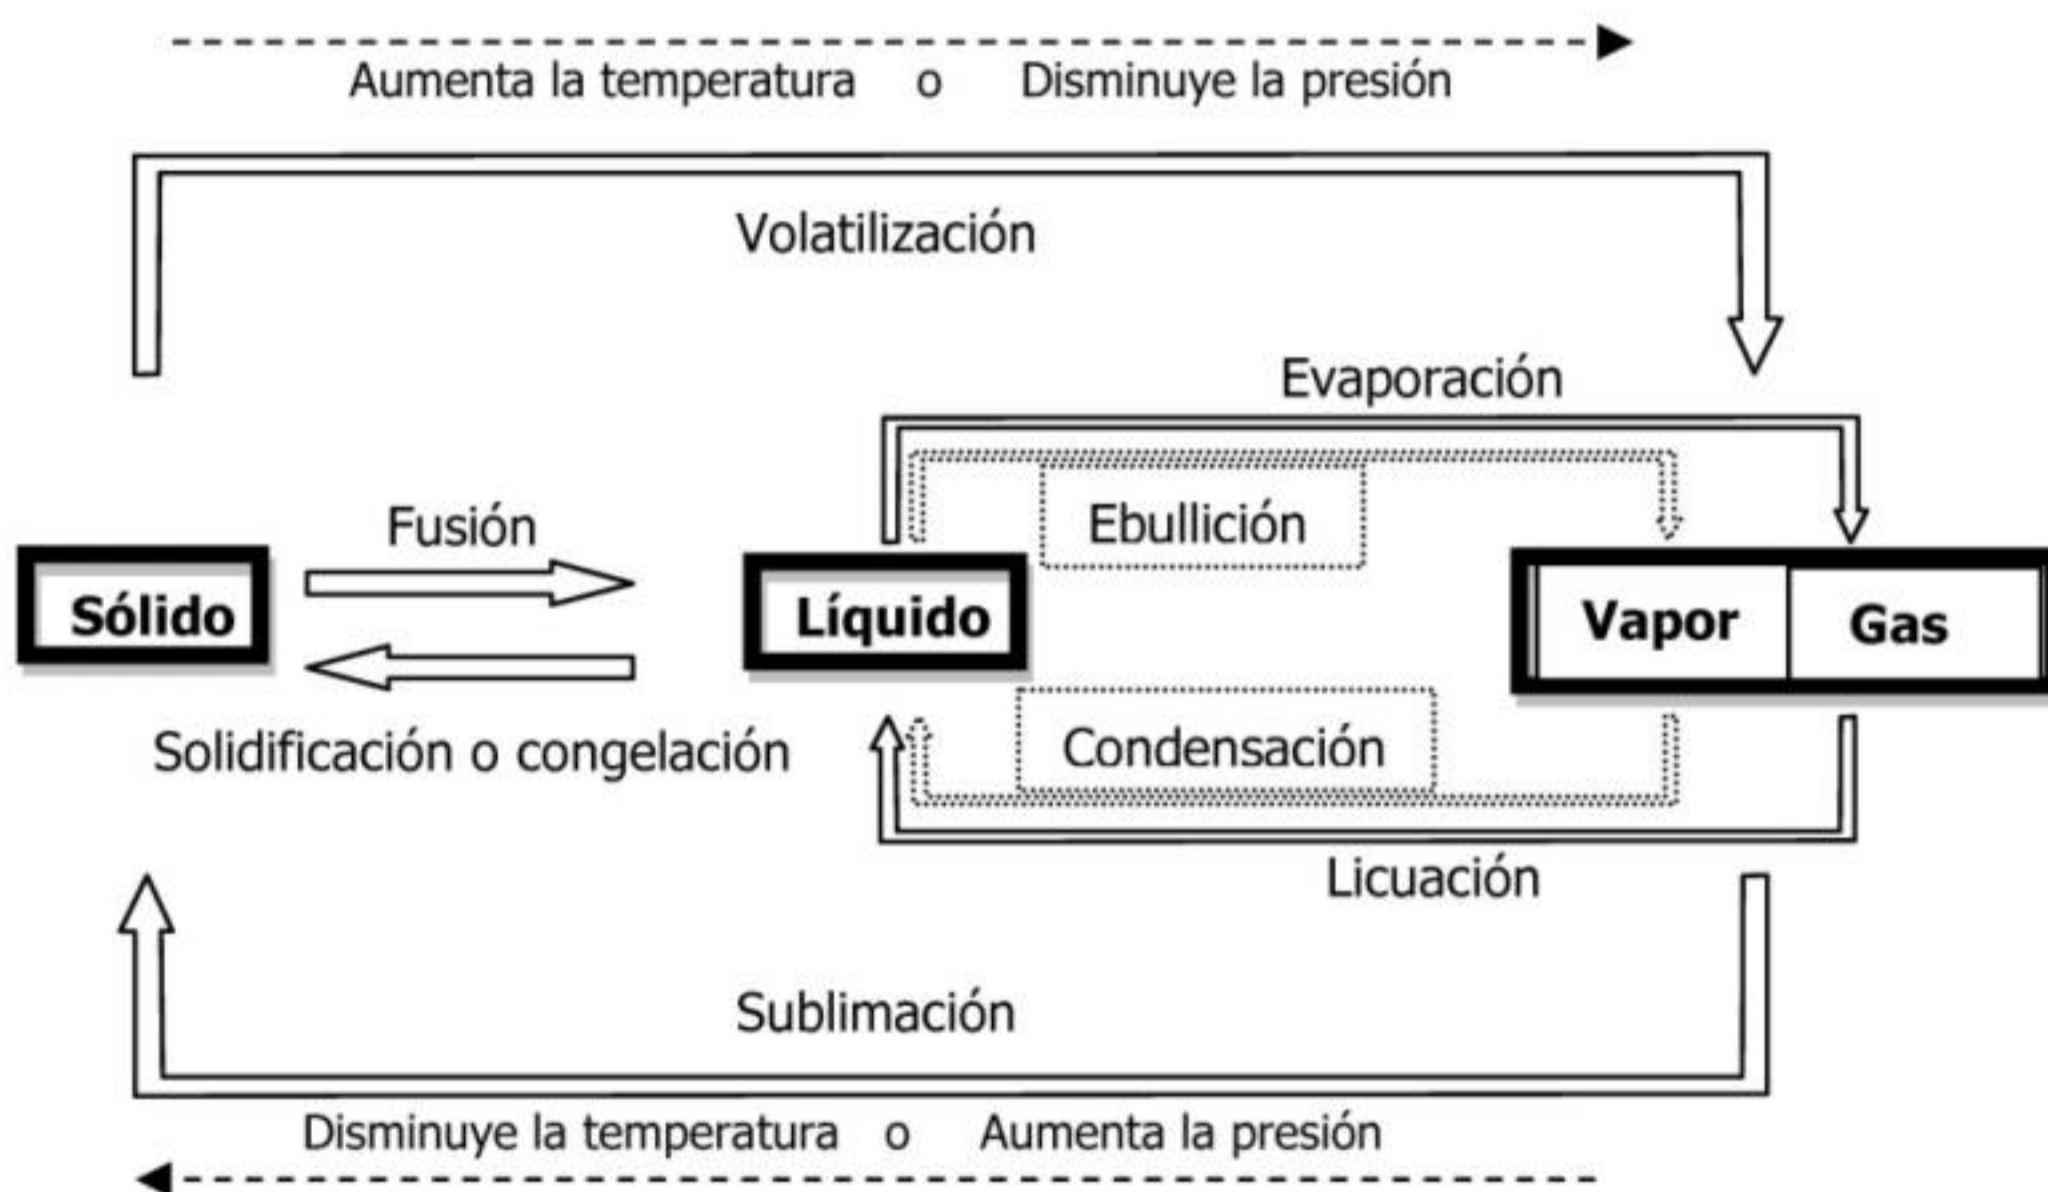 Aumenta la temperatura o Disminuye la presión
Volatilización
Evaporación
Ebullición
Fusión
Sólido
Líquido
Vapor
Gas
Solidificación o congelación
Condensación
Licuación
Sublimación
Disminuye la temperatura o Aumenta la presión